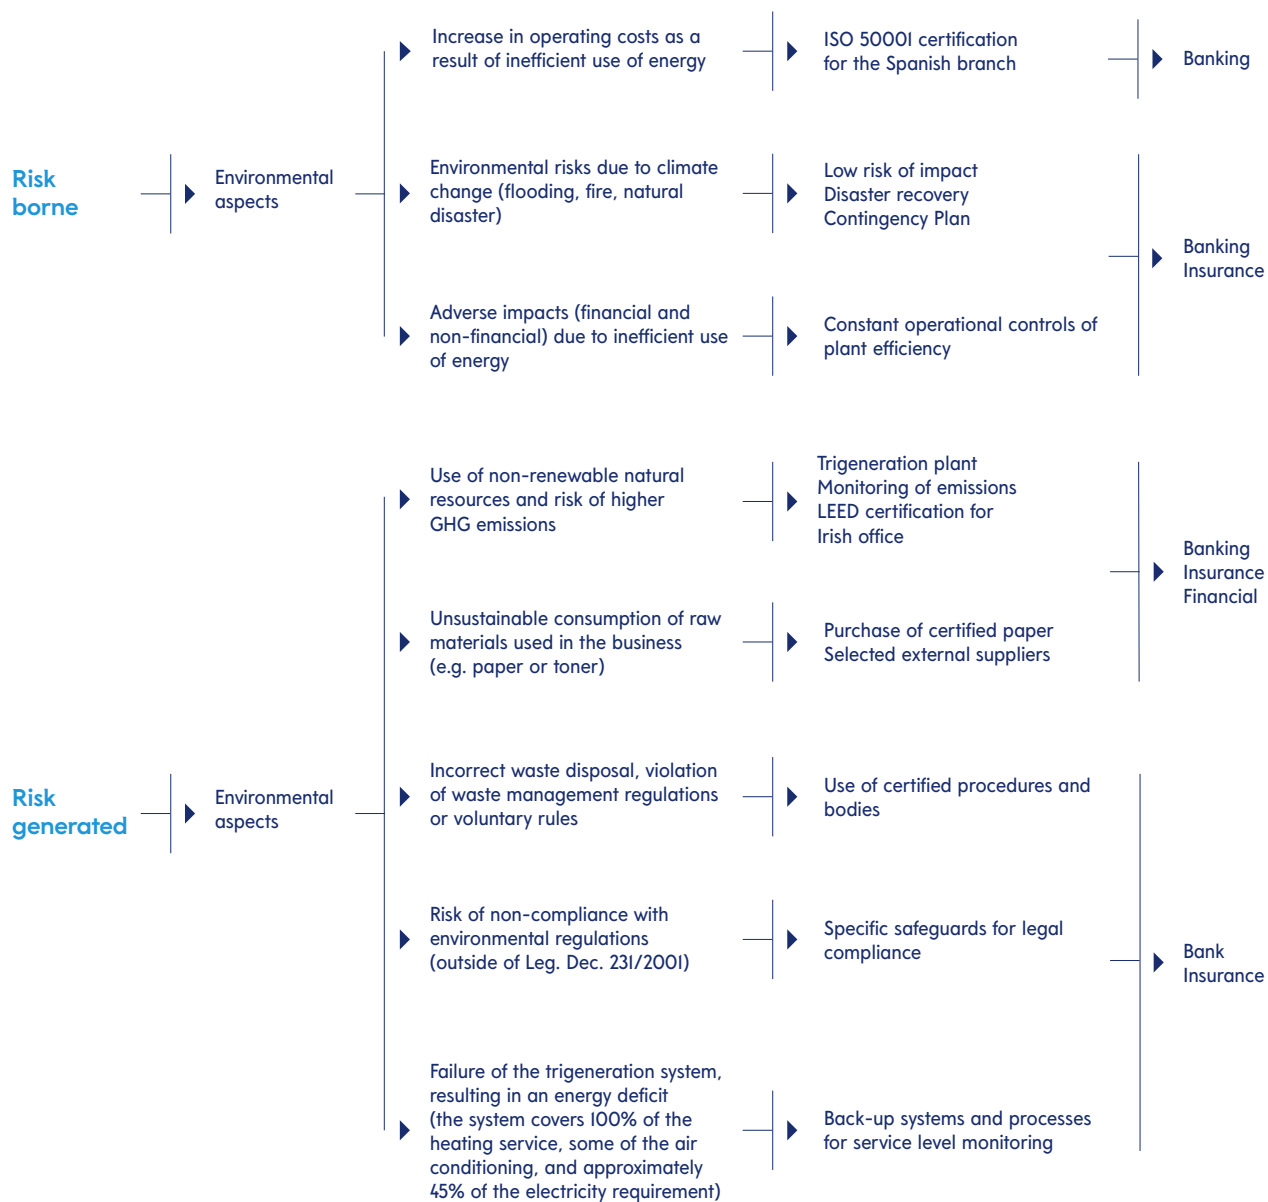 Risk
borne
Environmental
aspects
Increase in operating costs as a
result of inefficient use of energy
ISO 50001 certification
for the Spanish branch
Banking
Environmental risks due to climate
change (flooding, fire, natural
disaster)
Low risk of impact
Disaster recovery
Contingency Plan
Adverse impacts (financial and
non-financial) due to inefficient use
of energy
Constant operational controls of
plant efficiency
Banking
Insurance
Risk
generated
Environmental
aspects
Use of non-renewable natural
resources and risk of higher
GHG emissions
Trigeneration plant
Monitoring of emissions
LEED certification for
Irish office
Unsustainable consumption of raw
materials used in the business
(e.g. paper or toner)
Purchase of certified paper
Selected external suppliers
Banking
Insurance
Financial
Incorrect waste disposal, violation
of waste management regulations
or voluntary rules
Use of certified procedures and
bodies
Risk of non-compliance with
environmental regulations
(outside of Leg. Dec. 231/2001)
Specific safeguards for legal
compliance
Failure of the trigeneration system,
resulting in an energy deficit
(the system covers 100% of the
heating service, some of the air
conditioning, and approximately
45% of the electricity requirement)
Back-up systems and processes
for service level monitoring
Bank
Insurance